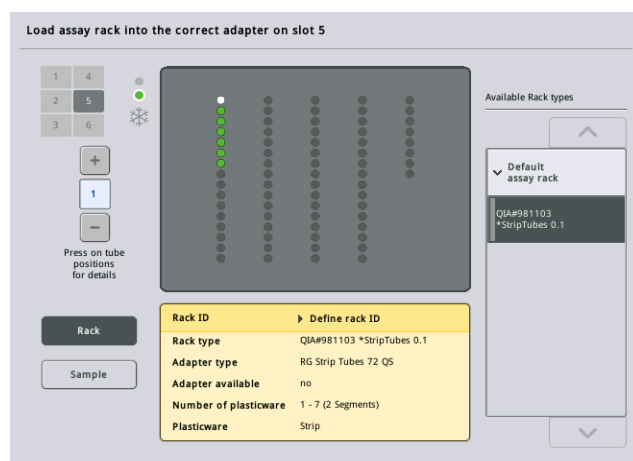 Load assay rack into the correct adapter on slot 5
1 4
2 5
3 6
+
1
−
Press on tube
positions
for details
Rack
Sample
Rack ID Define rack ID
Rack type QIA#981103 *StripTubes 0.1
Adapter type RG Strip Tubes 72 QS
Adapter available no
Number of plasticware 1 - 7 (2 Segments)
Plasticware Strip
Available Rack types
Default
assay rack
QIA#981103
*StripTubes 0.1